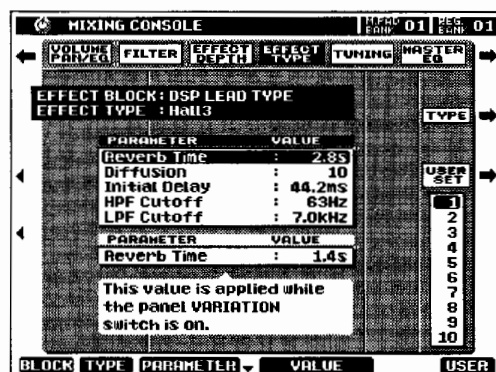 MIXING CONSOLE
MFAD BANK 01 REG BANK 01
VOLUME PAN/EQ FILTER EFFECT DEPTH EFFECT TYPE TUNING MASTER EQ
EFFECT BLOCK : DSP LEAD TYPE
EFFECT TYPE : Hall3
TYPE
PARAMETER VALUE
Reverb Time : 2.8s
Diffusion : 10
Initial Delay : 44.2ms
HPF Cutoff : 63Hz
LPF Cutoff : 7.0KHz
USER SET
1
2
3
4
5
6
7
8
9
10
PARAMETER VALUE
Reverb Time : 1.4s
This value is applied while
the panel VARIATION
switch is on.
BLOCK TYPE PARAMETER VALUE USER